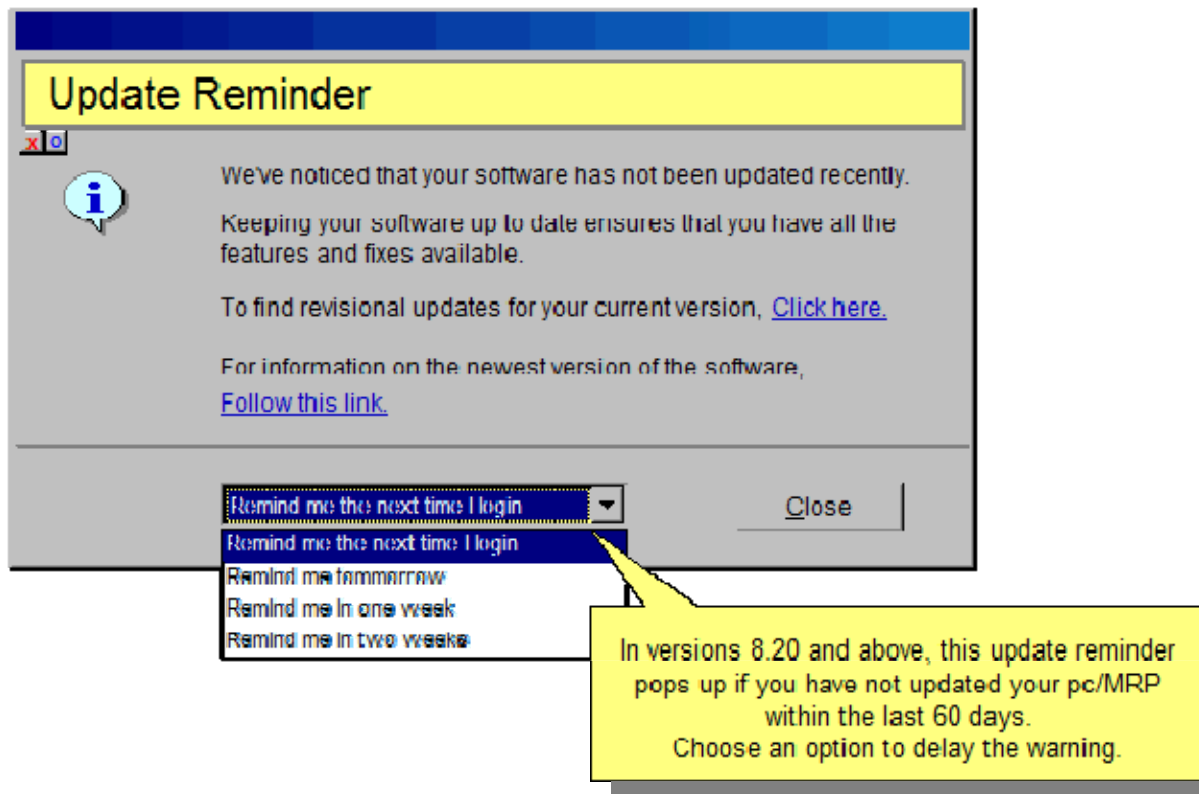 Update Reminder
x o
i
We've noticed that your software has not been updated recently.
Keeping your software up to date ensures that you have all the
features and fixes available.
To find revisional updates for your current version, Click here.
For information on the newest version of the software,
Follow this link.
Remind me the next time I login
Close
Remind me the next time I login
Remind me tommorrow
Remind me in one week
Remind me in two weeks
In versions 8.20 and above, this update reminder
pops up if you have not updated your pc/MRP
within the last 60 days.
Choose an option to delay the warning.